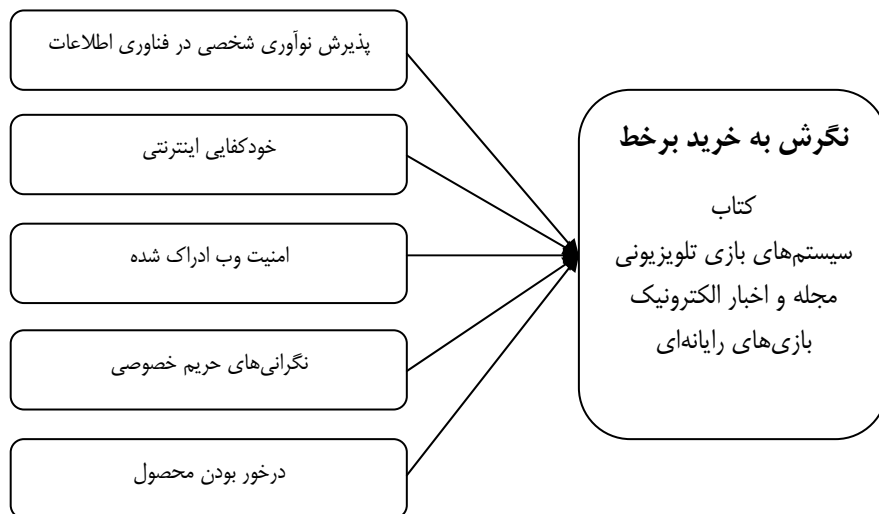 پذیرش نوآوری شخصی در فناوری اطلاعات
خودکفایی اینترنتی
امنیت وب ادراک شده
نگرانی‌های حریم خصوصی
درخور بودن محصول
نگرش به خرید برخط
کتاب
سیستم‌های بازی تلویزیونی
مجله و اخبار الکترونیک
بازی‌های رایانه‌ای